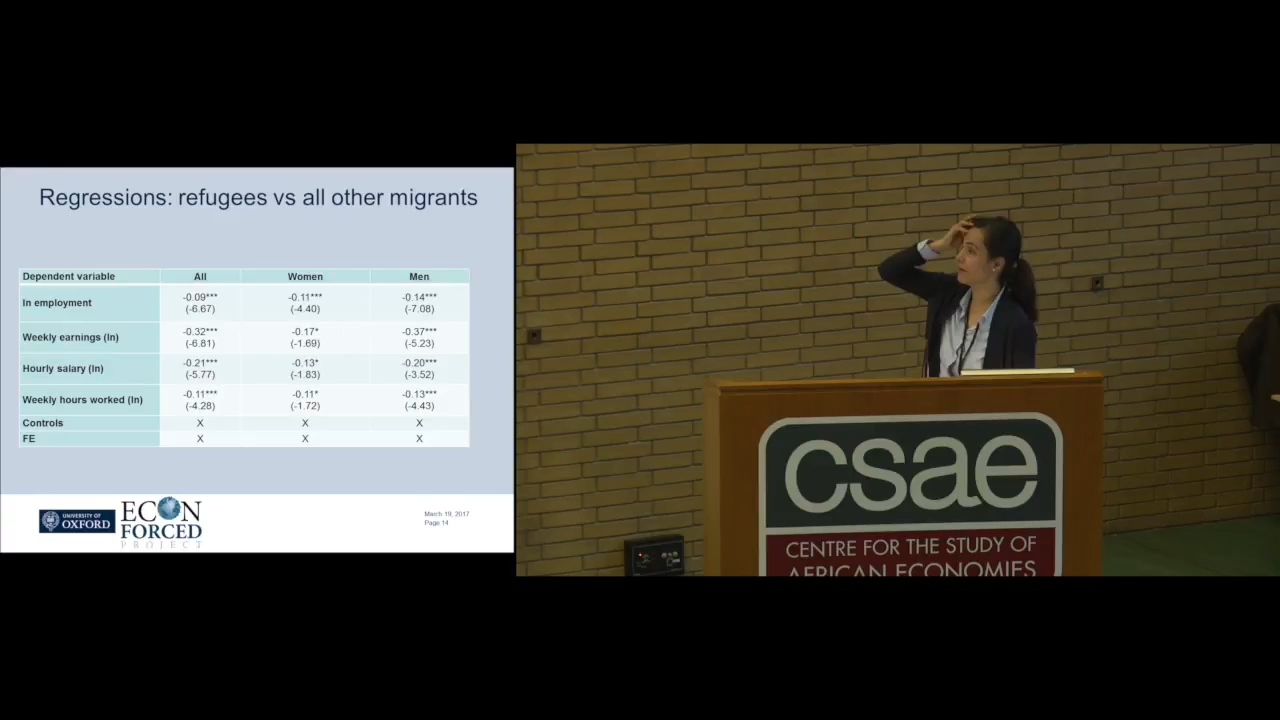 Regressions: refugees vs all other migrants
Dependent variable All Women Men
In employment -0.09*** -0.11*** -0.14***
(-6.67) (-4.40) (-7.08)
Weekly earnings (ln) -0.32*** -0.17* -0.37***
(-6.81) (-1.69) (-5.23)
Hourly salary (ln) -0.21*** -0.13* -0.20***
(-5.77) (-1.83) (-3.52)
Weekly hours worked (ln) -0.11*** -0.11* -0.13***
(-4.28) (-1.72) (-4.43)
Controls X X X
FE X X X
UNIVERSITY OF
OXFORD
ECON
FORCED
PROJECT
March 19, 2017
Page 14
csae
CENTRE FOR THE STUDY OF
AFRICAN ECONOMIES